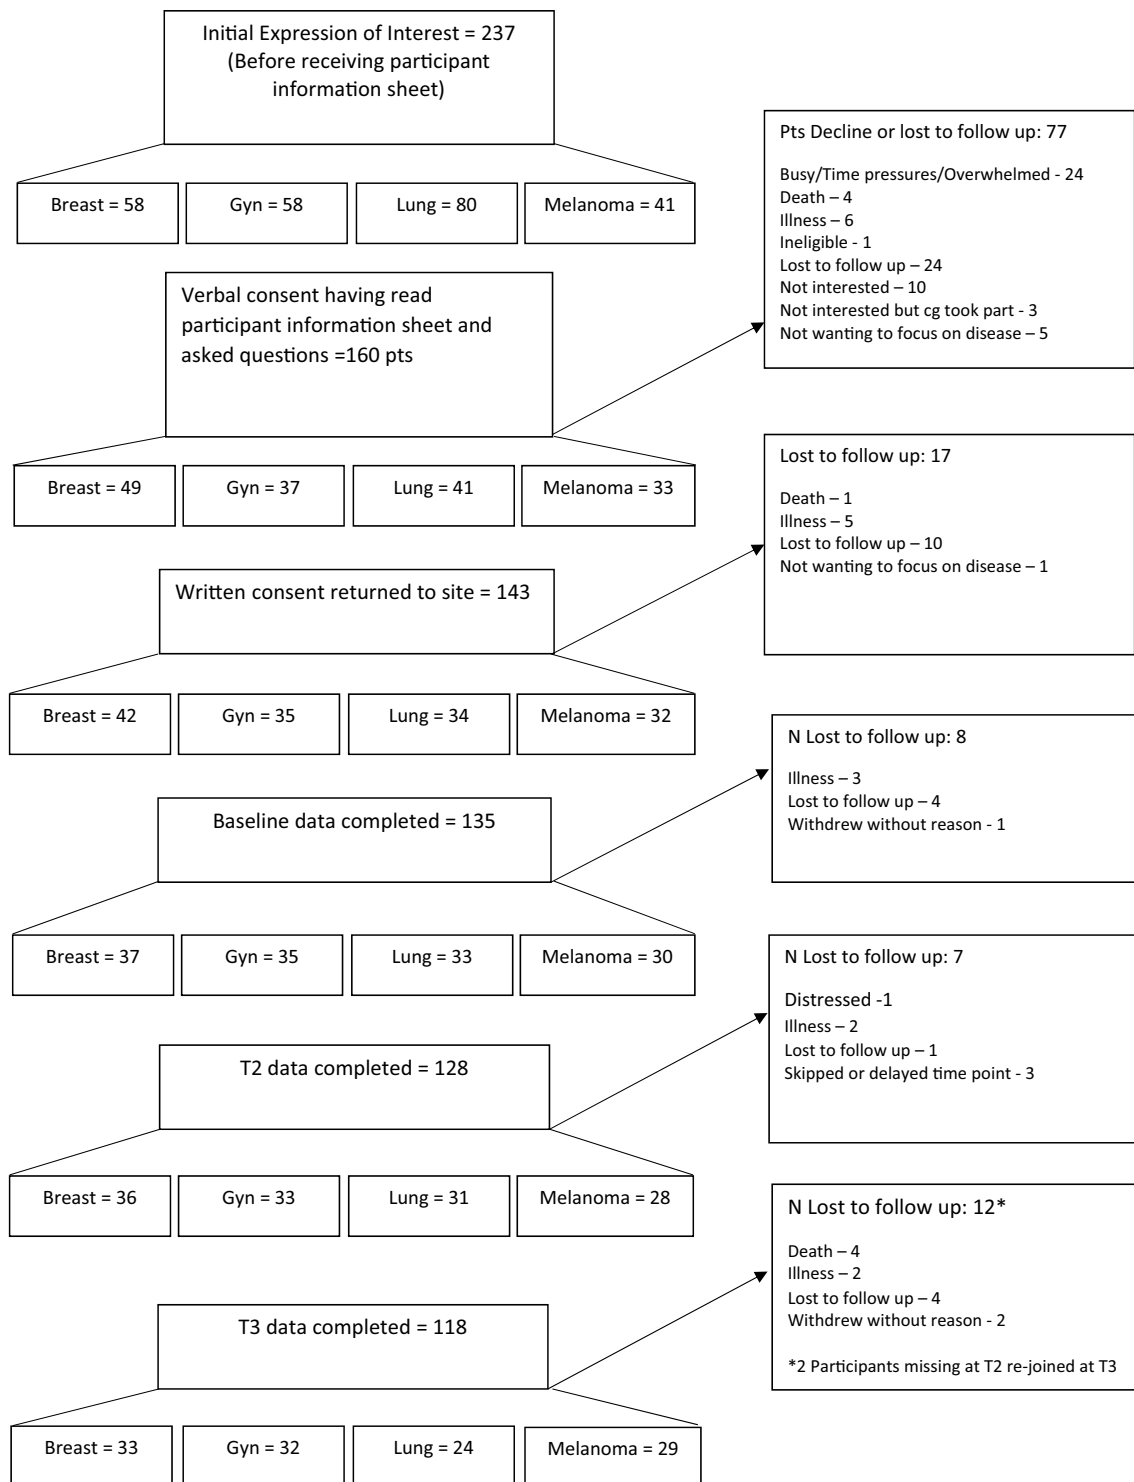 Initial Expression of Interest = 237
(Before receiving participant
information sheet)
Breast = 58
Gyn = 58
Lung = 80
Melanoma = 41
Pts Decline or lost to follow up: 77
Busy/Time pressures/Overwhelmed - 24
Death – 4
Illness – 6
Ineligible - 1
Lost to follow up – 24
Not interested – 10
Not interested but cg took part - 3
Not wanting to focus on disease – 5
Verbal consent having read
participant information sheet and
asked questions =160 pts
Breast = 49
Gyn = 37
Lung = 41
Melanoma = 33
Lost to follow up: 17
Death – 1
Illness – 5
Lost to follow up – 10
Not wanting to focus on disease – 1
Written consent returned to site = 143
Breast = 42
Gyn = 35
Lung = 34
Melanoma = 32
N Lost to follow up: 8
Illness – 3
Lost to follow up – 4
Withdrew without reason - 1
Baseline data completed = 135
Breast = 37
Gyn = 35
Lung = 33
Melanoma = 30
N Lost to follow up: 7
Distressed -1
Illness – 2
Lost to follow up – 1
Skipped or delayed time point - 3
T2 data completed = 128
Breast = 36
Gyn = 33
Lung = 31
Melanoma = 28
N Lost to follow up: 12*
Death – 4
Illness – 2
Lost to follow up – 4
Withdrew without reason - 2
*2 Participants missing at T2 re-joined at T3
T3 data completed = 118
Breast = 33
Gyn = 32
Lung = 24
Melanoma = 29